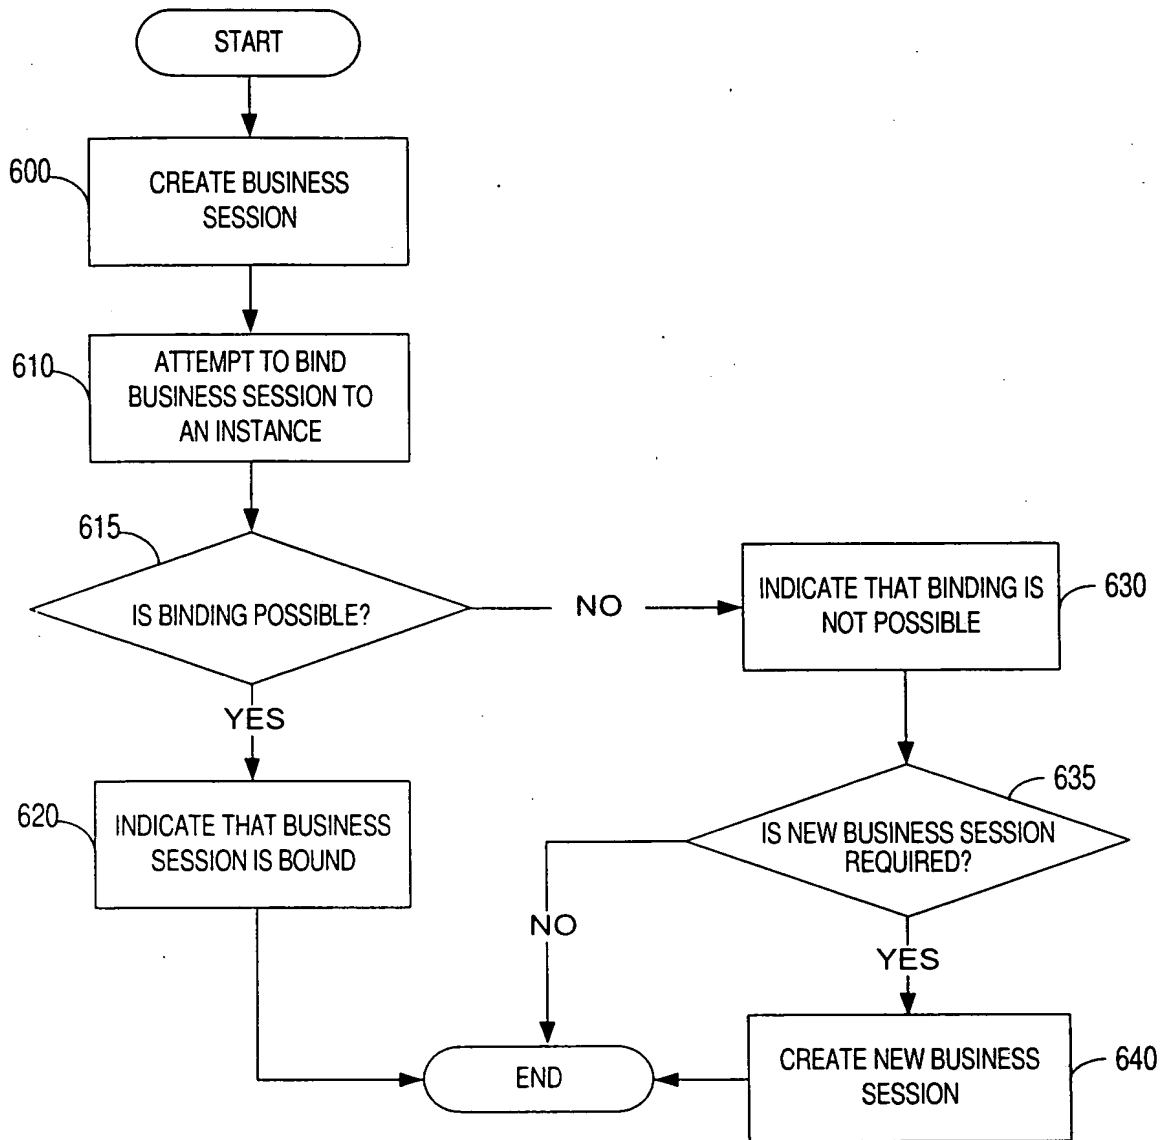 START
600
CREATE BUSINESS
SESSION
610
ATTEMPT TO BIND
BUSINESS SESSION TO
AN INSTANCE
615
IS BINDING POSSIBLE?
NO
INDICATE THAT BINDING IS
NOT POSSIBLE
630
YES
620
INDICATE THAT BUSINESS
SESSION IS BOUND
635
IS NEW BUSINESS SESSION
REQUIRED?
NO
YES
END
CREATE NEW BUSINESS
SESSION
640